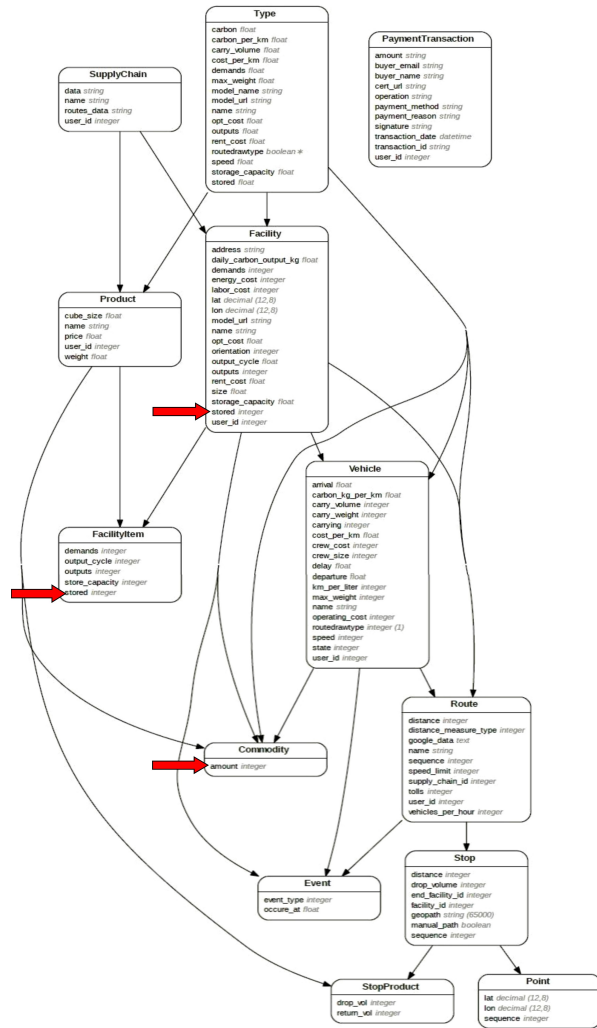 Type
carbon float
carbon_per_km float
carry_volume float
cost_per_km float
demands float
max_weight float
model_name string
model_url string
name string
opt_cost float
outputs float
rent_cost float
routedrawtype boolean *
speed float
storage_capacity float
stored float
PaymentTransaction
amount string
buyer_email string
buyer_name string
cert_url string
operation string
payment_method string
payment_reason string
signature string
transaction_date datetime
transaction_id string
user_id integer
SupplyChain
data string
name string
routes_data string
user_id integer
Facility
address string
daily_carbon_output_kg float
demands integer
energy_cost integer
labor_cost integer
lat decimal (12,8)
lon decimal (12,8)
model_url string
name string
opt_cost float
orientation integer
output_cycle float
outputs integer
rent_cost float
size float
storage_capacity float
stored integer
user_id integer
Product
cube_size float
name string
price float
user_id integer
weight float
Vehicle
arrival float
carbon_kg_per_km float
carry_volume integer
carry_weight integer
carrying integer
cost_per_km float
crew_cost integer
crew_size integer
delay float
departure float
km_per_liter integer
max_weight integer
name string
operating_cost integer
routedrawtype integer (1)
speed integer
state integer
user_id integer
FacilityItem
demands integer
output_cycle integer
outputs integer
store_capacity integer
stored integer
Route
distance integer
distance_measure_type integer
google_data text
name string
sequence integer
speed_limit integer
supply_chain_id integer
tolls integer
user_id integer
vehicles_per_hour integer
Commodity
amount integer
Stop
distance integer
drop_volume integer
end_facility_id integer
facility_id integer
geopath string (65000)
manual_path boolean
sequence integer
Event
event_type integer
occure_at float
StopProduct
drop_vol integer
return_vol integer
Point
lat decimal (12,8)
lon decimal (12,8)
sequence integer